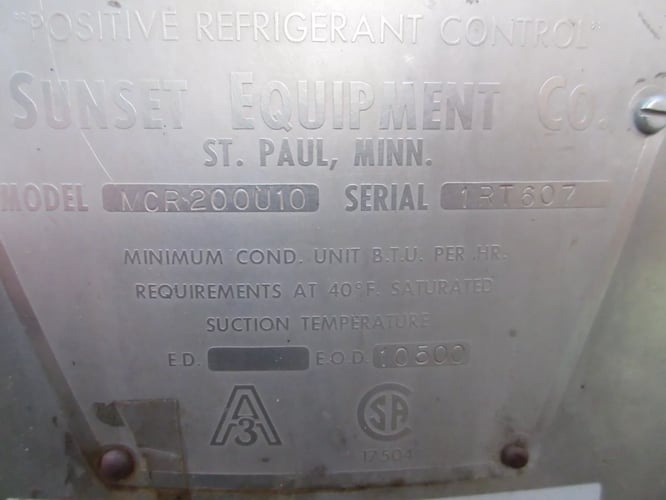 "POSITIVE REFRIGERANT CONTROL"
SUNSET EQUIPMENT CO.
ST. PAUL, MINN.
MODEL MCR200U10 SERIAL 1RT607
MINIMUM COND. UNIT B.T.U. PER HR.
REQUIREMENTS AT 40°F. SATURATED
SUCTION TEMPERATURE
E.D. E.O.D. 10500
A3 CSA
17504